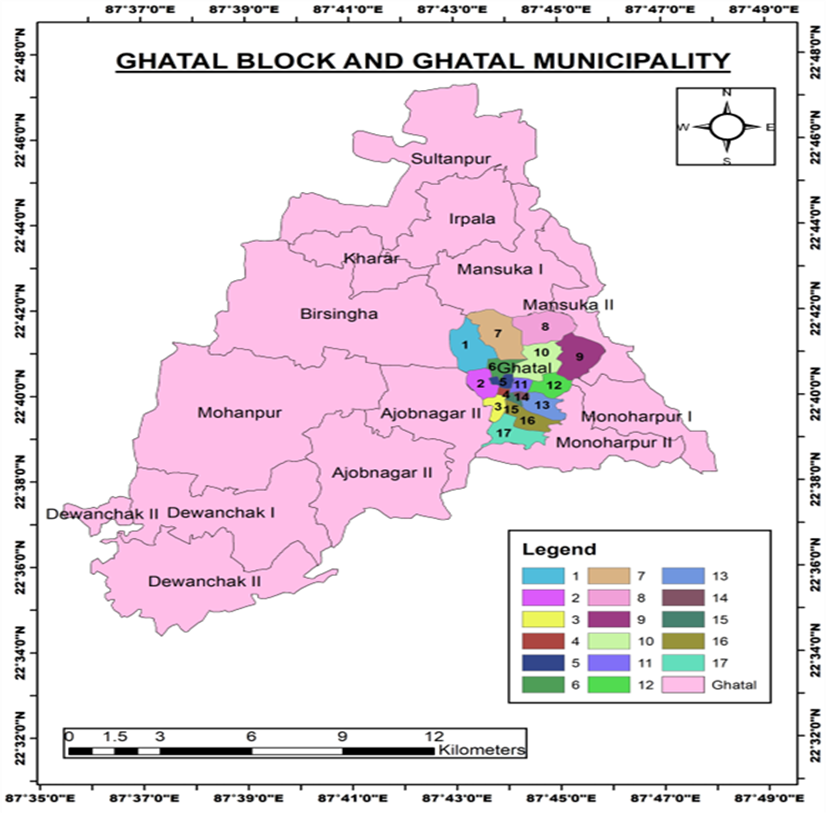 87°37'0"E 87°39'0"E 87°41'0"E 87°43'0"E 87°45'0"E 87°47'0"E 87°49'0"E
GHATAL BLOCK AND GHATAL MUNICIPALITY
22°48'0"N
22°46'0"N
22°44'0"N
22°42'0"N
22°40'0"N
22°38'0"N
22°36'0"N
22°34'0"N
22°32'0"N
N
W E
S
Sultanpur
Irpala
Kharar
Mansuka I
Mansuka II
Birsingha
8
7
1
10
9
6 Ghatal
2 5 11 12
4 14
Mohanpur
Ajobnagar II
3 15 13
Monoharpur I
16
17
Monoharpur II
Ajobnagar II
Dewanchak II
Dewanchak I
Dewanchak II
22°48'0"N
22°46'0"N
22°44'0"N
22°42'0"N
22°40'0"N
22°38'0"N
22°36'0"N
22°34'0"N
22°32'0"N
Legend
1 7 13
2 8 14
3 9 15
4 10 16
5 11 17
6 12 Ghatal
0 1.5 3 6 9 12
Kilometers
87°35'0"E 87°37'0"E 87°39'0"E 87°41'0"E 87°43'0"E 87°45'0"E 87°47'0"E 87°49'0"E